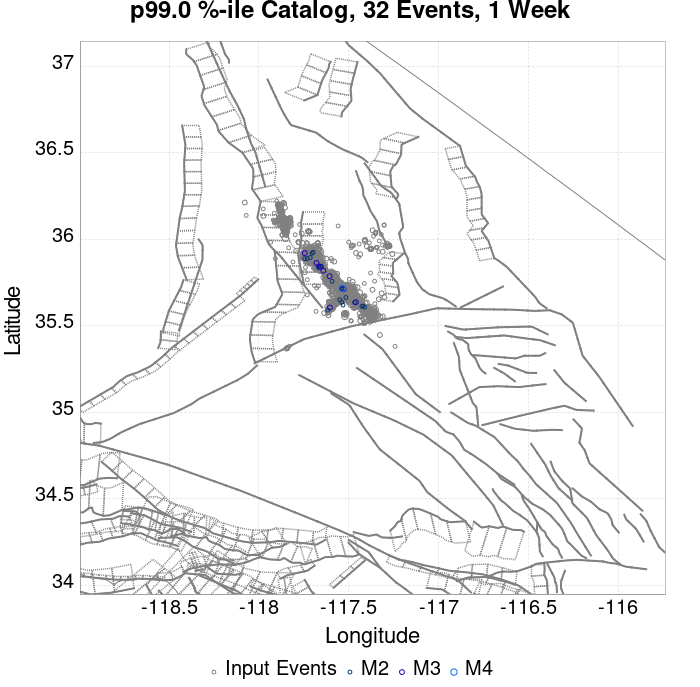 p99.0 %-ile Catalog, 32 Events, 1 Week
37
36.5
36
35.5
35
34.5
34
Latitude
-118.5 -118 -117.5 -117 -116.5 -116
Longitude
Input Events M2 M3 M4